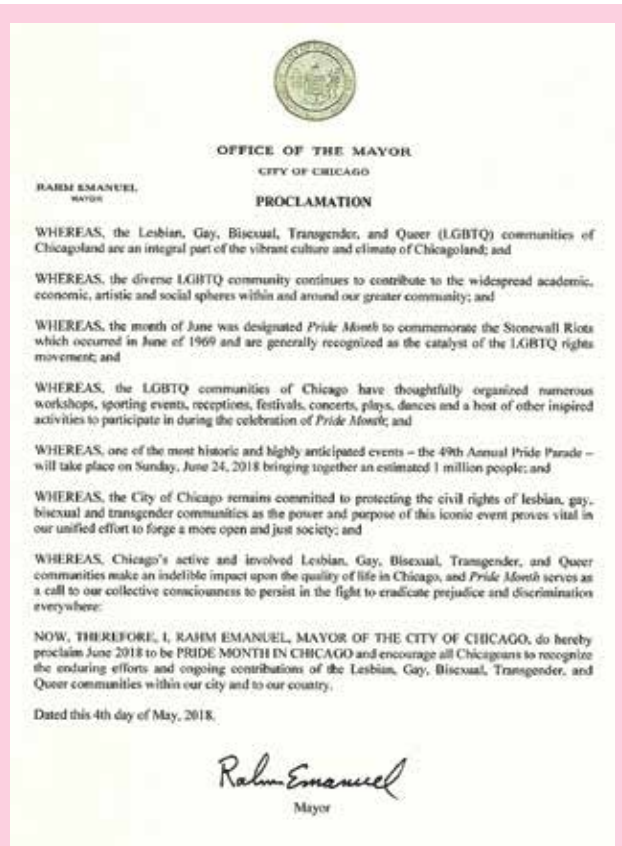 OFFICE OF THE MAYOR
CITY OF CHICAGO
RAHM EMANUEL
MAYOR
PROCLAMATION
WHEREAS, the Lesbian, Gay, Bisexual, Transgender, and Queer (LGBTQ) communities of
Chicagoland are an integral part of the vibrant culture and climate of Chicagoland; and
WHEREAS, the diverse LGBTQ community continues to contribute to the widespread academic,
economic, artistic and social spheres within and around our greater community; and
WHEREAS, the month of June was designated Pride Month to commemorate the Stonewall Riots
which occurred in June of 1969 and are generally recognized as the catalyst of the LGBTQ rights
movement; and
WHEREAS, the LGBTQ communities of Chicago have thoughtfully organized numerous
workshops, sporting events, receptions, festivals, concerts, plays, dances and a host of other inspired
activities to participate in during the celebration of Pride Month; and
WHEREAS, one of the most historic and highly anticipated events – the 49th Annual Pride Parade –
will take place on Sunday, June 24, 2018 bringing together an estimated 1 million people; and
WHEREAS, the City of Chicago remains committed to protecting the civil rights of lesbian, gay,
bisexual and transgender communities as the power and purpose of this iconic event proves vital in
our unified effort to forge a more open and just society; and
WHEREAS, Chicago's active and involved Lesbian, Gay, Bisexual, Transgender, and Queer
communities make an indelible impact upon the quality of life in Chicago, and Pride Month serves as
a call to our collective consciousness to persist in the fight to eradicate prejudice and discrimination
everywhere:
NOW, THEREFORE, I, RAHM EMANUEL, MAYOR OF THE CITY OF CHICAGO, do hereby
proclaim June 2018 to be PRIDE MONTH IN CHICAGO and encourage all Chicagoans to recognize
the enduring efforts and ongoing contributions of the Lesbian, Gay, Bisexual, Transgender, and
Queer communities within our city and to our country.
Dated this 4th day of May, 2018.
Rahm Emanuel
Mayor